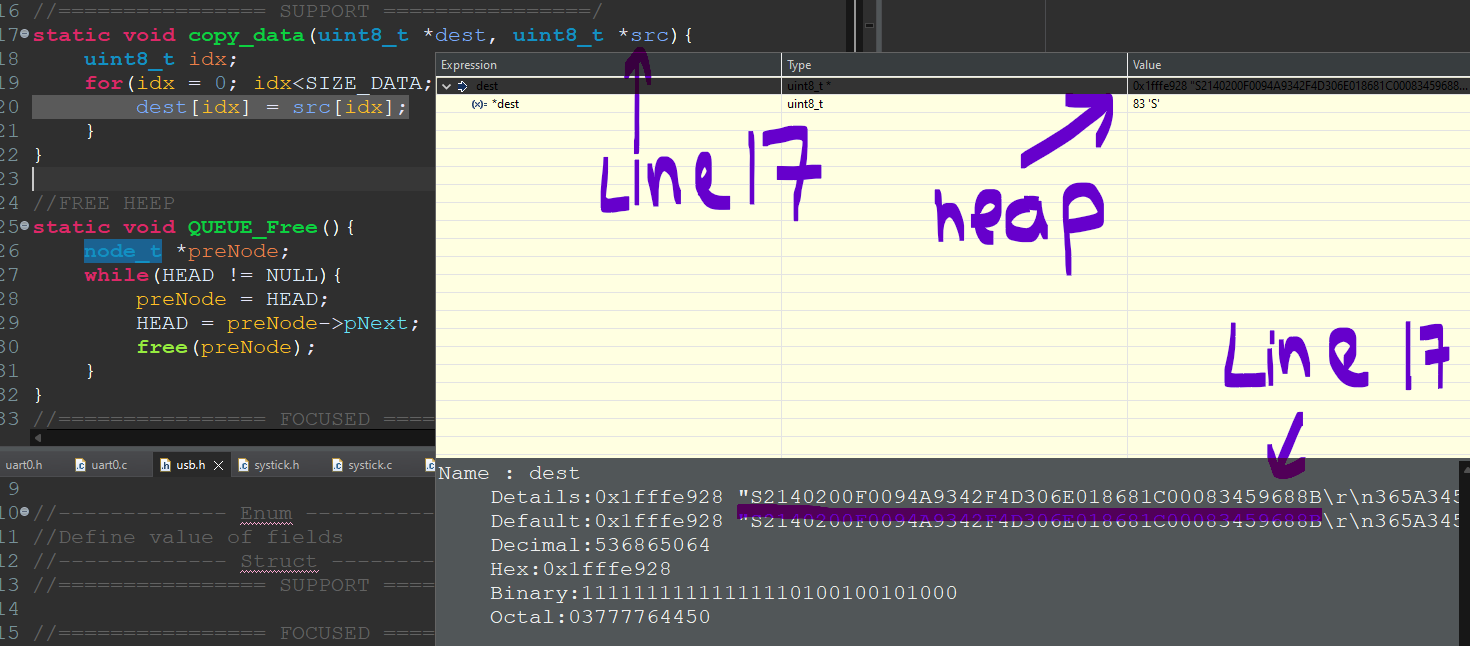 16 //================ SUPPORT ================/
17 static void copy_data(uint8_t *dest, uint8_t *src){
18 uint8_t idx;
19 for(idx = 0; idx<SIZE_DATA;
20 dest[idx] = src[idx];
21 }
22 }
23
24 //FREE HEEP
25 static void QUEUE_Free(){
26 node_t *preNode;
27 while(HEAD != NULL){
28 preNode = HEAD;
29 HEAD = preNode->pNext;
30 free(preNode);
31 }
32 }
33 //================ FOCUSED ====
Expression Type Value
dest uint8_t * 0x1fffe928 "S2140200F0094A9342F4D306E018681C00083459688...
(x)= *dest uint8_t 83 'S'
Line 17
heap
Line 17
uart0.h uart0.c usb.h systick.h systick.c
9
10 //------------- Enum ----------
11 //Define value of fields
12 //------------- Struct --------
13 //================ SUPPORT ====
14
15 //================ FOCUSED ====
Name : dest
Details:0x1fffe928 "S2140200F0094A9342F4D306E018681C00083459688B\r\n365A345
Default:0x1fffe928 "S2140200F0094A9342F4D306E018681C00083459688B\r\n365A345
Decimal:536865064
Hex:0x1fffe928
Binary:11111111111111110100100101000
Octal:03777764450